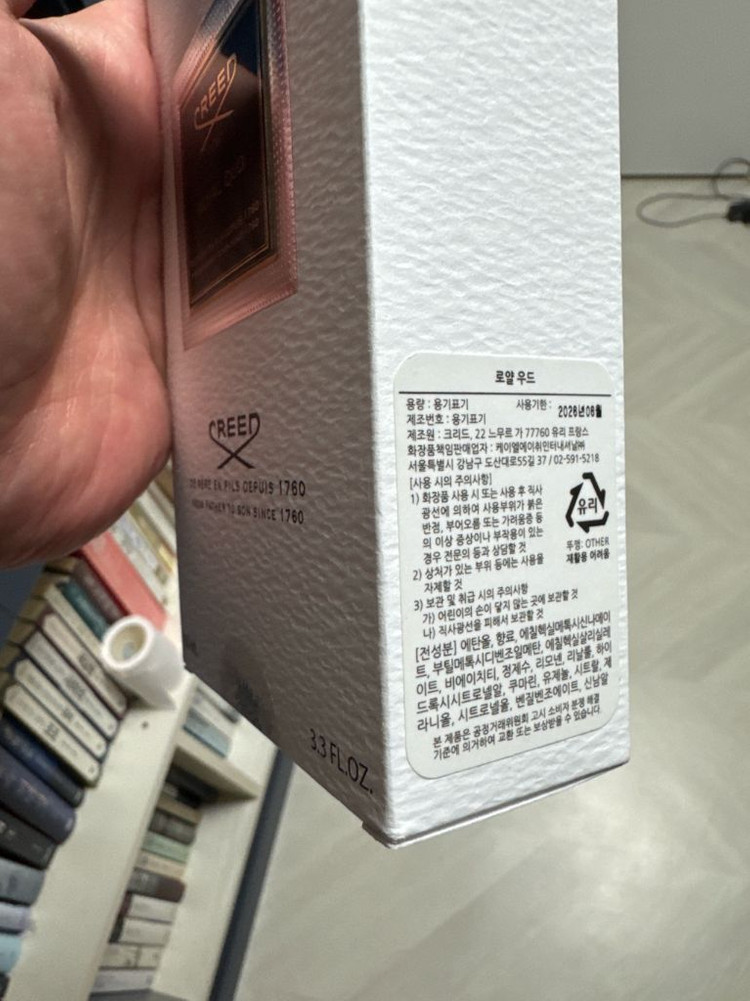 CREED
CREED
DE PÈRE EN FILS DEPUIS 1760
FROM FATHER TO SON SINCE 1760
3.3 FL.OZ.
로얄 우드
용량 : 용기표기 사용기한 : 2026년 08월
제조번호 : 용기표기
제조원 : 크리드, 22 느무르 가 77760 유리 프랑스
화장품책임판매업자 : 케이엘에이취인터내셔날㈜
서울특별시 강남구 도산대로55길 37 / 02-591-5218
[사용 시의 주의사항]
1) 화장품 사용 시 또는 사용 후 직사
광선에 의하여 사용부위가 붉은
반점, 부어오름 또는 가려움증 등
의 이상 증상이나 부작용이 있는
경우 전문의 등과 상담할 것
2) 상처가 있는 부위 등에는 사용을
자제할 것
3) 보관 및 취급 시의 주의사항
가) 어린이의 손이 닿지 않는 곳에 보관할 것
나) 직사광선을 피해서 보관할 것
유리
뚜껑: OTHER
재활용 어려움
[전성분] 에탄올, 향료, 에칠헥실메톡시신나메이
트, 부틸메톡시디벤조일메탄, 에칠헥실살리실레
이트, 비에이치티, 정제수, 리모넨, 리날룰, 하이
드록시시트로넬알, 쿠마린, 유제놀, 시트랄, 제
라니올, 시트로넬올, 벤질벤조에이트, 신남알
본 제품은 공정거래위원회 고시 소비자 분쟁 해결
기준에 의거하여 교환 또는 보상받을 수 있습니다.